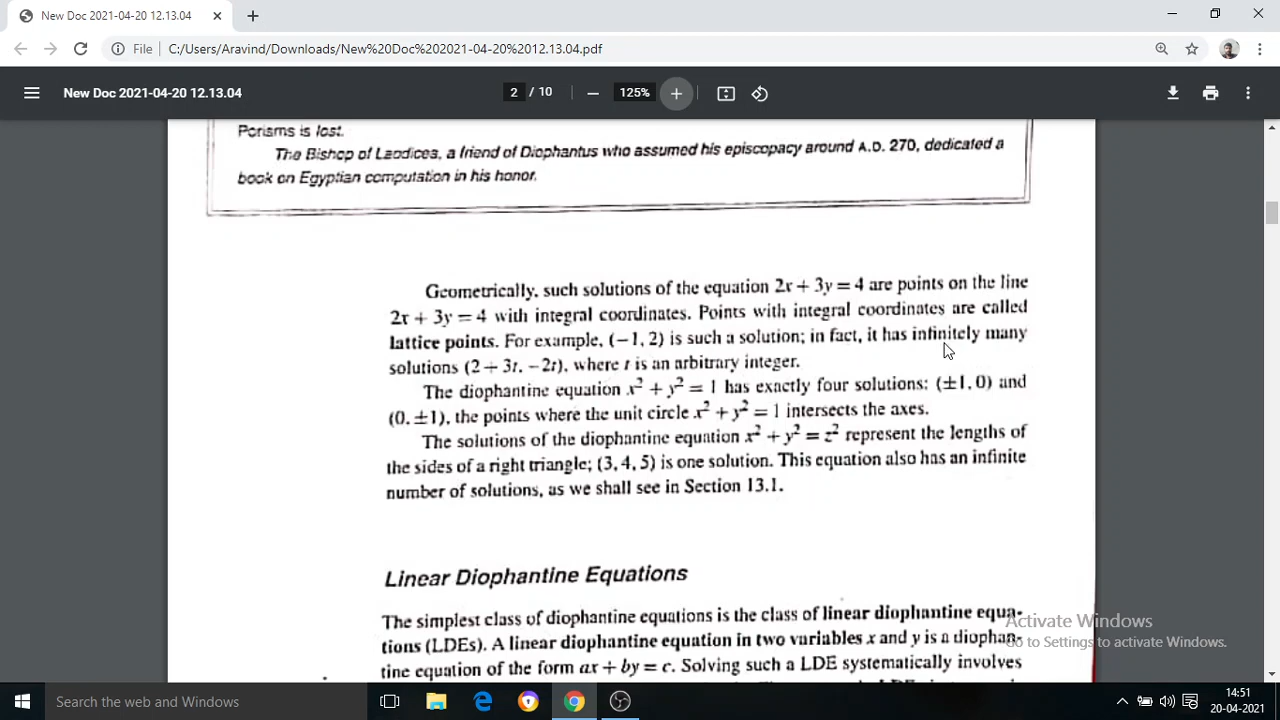 New Doc 2021-04-20 12.13.04
File
C:/Users/Aravind/Downloads/New%20Doc%202021-04-20%2012.13.04.pdf
New Doc 2021-04-20 12.13.04
2 / 10
125%
Porisms is lost.
The Bishop of Laodicea, a friend of Diophantus who assumed his episcopacy around A.D. 270, dedicated a
book on Egyptian computation in his honor.
Geometrically, such solutions of the equation 2x + 3y = 4 are points on the line
2x + 3y = 4 with integral coordinates. Points with integral coordinates are called
lattice points. For example, (−1, 2) is such a solution; in fact, it has infinitely many
solutions (2 + 3t, −2t), where t is an arbitrary integer.
The diophantine equation x² + y² = 1 has exactly four solutions: (±1, 0) and
(0, ±1), the points where the unit circle x² + y² = 1 intersects the axes.
The solutions of the diophantine equation x² + y² = z² represent the lengths of
the sides of a right triangle; (3, 4, 5) is one solution. This equation also has an infinite
number of solutions, as we shall see in Section 13.1.
Linear Diophantine Equations
The simplest class of diophantine equations is the class of linear diophantine equa-
tions (LDEs). A linear diophantine equation in two variables x and y is a diophan-
tine equation of the form ax + by = c. Solving such a LDE systematically involves
Activate Windows
Go to Settings to activate Windows.
Search the web and Windows
14:51
20-04-2021